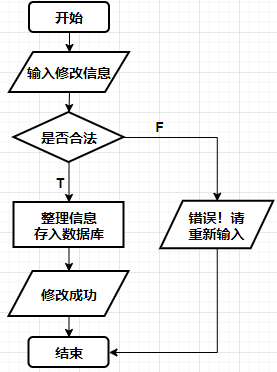 开始
输入修改信息
是否合法
F
T
整理信息
存入数据库
错误！请
重新输入
修改成功
结束